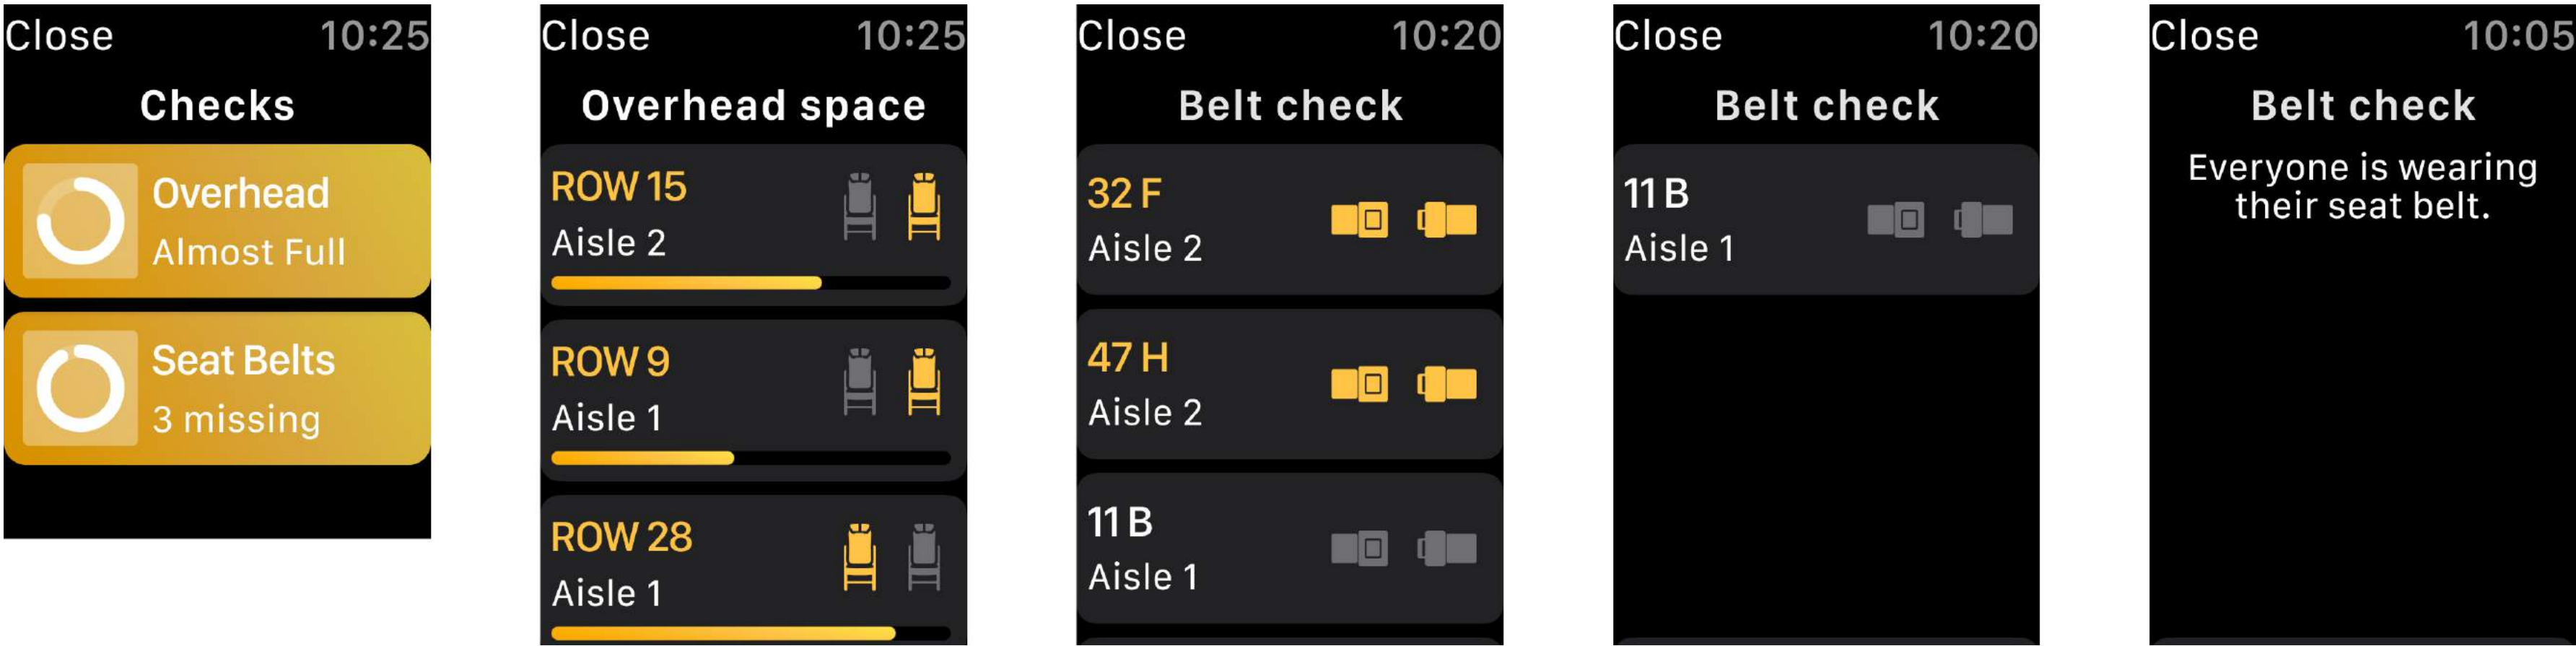 Close 10:25
Checks
Overhead
Almost Full
Seat Belts
3 missing
Close 10:25
Overhead space
ROW 15
Aisle 2
ROW 9
Aisle 1
ROW 28
Aisle 1
Close 10:20
Belt check
32 F
Aisle 2
47 H
Aisle 2
11 B
Aisle 1
Close 10:20
Belt check
11 B
Aisle 1
Close 10:05
Belt check
Everyone is wearing
their seat belt.